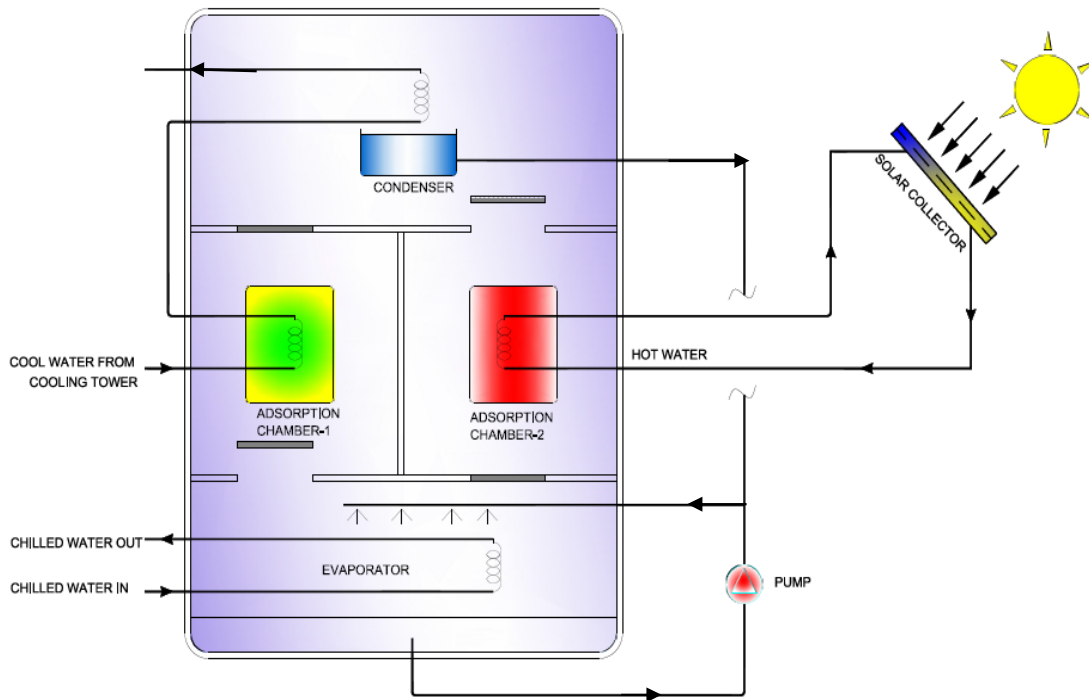 CONDENSER
SOLAR COLLECTOR
HOT WATER
COOL WATER FROM
COOLING TOWER
ADSORPTION
CHAMBER-1
ADSORPTION
CHAMBER-2
CHILLED WATER OUT
EVAPORATOR
CHILLED WATER IN
PUMP